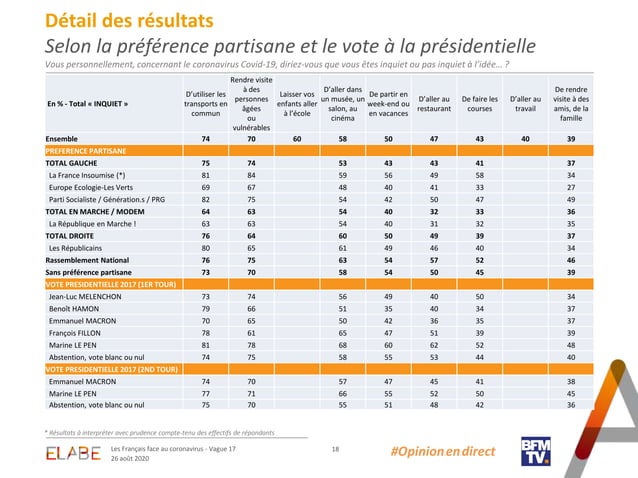 Détail des résultats
Selon la préférence partisane et le vote à la présidentielle
Vous personnellement, concernant le coronavirus Covid-19, diriez-vous que vous êtes inquiet ou pas inquiet à l'idée… ?
En % - Total « INQUIET » D'utiliser les transports en commun Rendre visite à des personnes âgées ou vulnérables Laisser vos enfants aller à l'école D'aller dans un musée, un salon, au cinéma De partir en week-end ou en vacances D'aller au restaurant De faire les courses D'aller au travail De rendre visite à des amis, de la famille
Ensemble 74 70 60 58 50 47 43 40 39
PREFERENCE PARTISANE
TOTAL GAUCHE 75 74 53 43 43 41 37
La France Insoumise (*) 81 84 59 56 49 58 34
Europe Ecologie-Les Verts 69 67 48 40 41 33 27
Parti Socialiste / Génération.s / PRG 82 75 54 42 50 47 49
TOTAL EN MARCHE / MODEM 64 63 54 40 32 33 36
La République en Marche ! 63 63 54 40 31 32 35
TOTAL DROITE 76 64 60 50 49 39 37
Les Républicains 80 65 61 49 46 40 34
Rassemblement National 76 75 63 54 57 52 46
Sans préférence partisane 73 70 58 54 50 45 39
VOTE PRESIDENTIELLE 2017 (1ER TOUR)
Jean-Luc MELENCHON 73 74 56 49 40 50 34
Benoît HAMON 79 66 51 35 40 34 37
Emmanuel MACRON 70 65 50 42 36 35 37
François FILLON 78 61 65 47 51 39 39
Marine LE PEN 81 78 68 60 62 52 48
Abstention, vote blanc ou nul 74 75 58 55 53 44 40
VOTE PRESIDENTIELLE 2017 (2ND TOUR)
Emmanuel MACRON 74 70 57 47 45 41 38
Marine LE PEN 77 71 66 55 52 50 45
Abstention, vote blanc ou nul 75 70 55 51 48 42 36
* Résultats à interpréter avec prudence compte-tenu des effectifs de répondants
ELABE
Les Français face au coronavirus - Vague 17
26 août 2020
18
#Opinion en direct
BFM
TV.